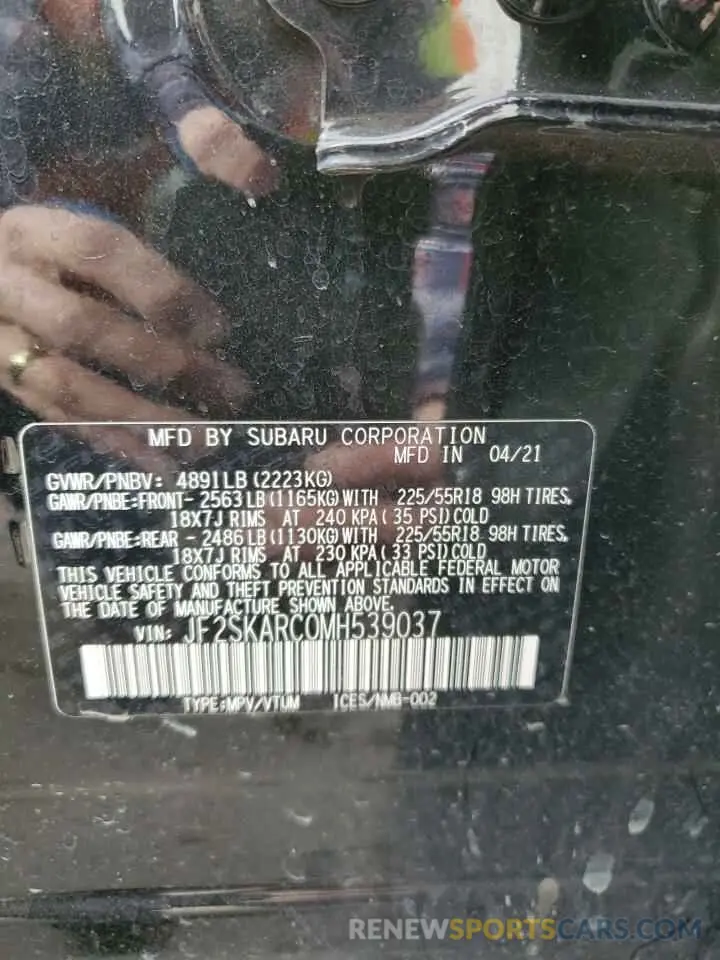 MFD BY SUBARU CORPORATION
MFD IN 04/21
GVWR/PNBV: 4891LB(2223KG)
GAWR/PNBE:FRONT- 2563LB(1165KG)WITH 225/55R18 98H TIRES,
18X7J RIMS AT 240 KPA(35 PSI)COLD
GAWR/PNBE:REAR - 2486LB(1130KG)WITH 225/55R18 98H TIRES,
18X7J RIMS AT 230 KPA(33 PSI)COLD
THIS VEHICLE CONFORMS TO ALL APPLICABLE FEDERAL MOTOR
VEHICLE SAFETY AND THEFT PREVENTION STANDARDS IN EFFECT ON
THE DATE OF MANUFACTURE SHOWN ABOVE.
VIN: JF2SKARC0MH539037
TYPE:MPV/VTUM ICES/NMB-002
RENEWSPORTSCARS.COM